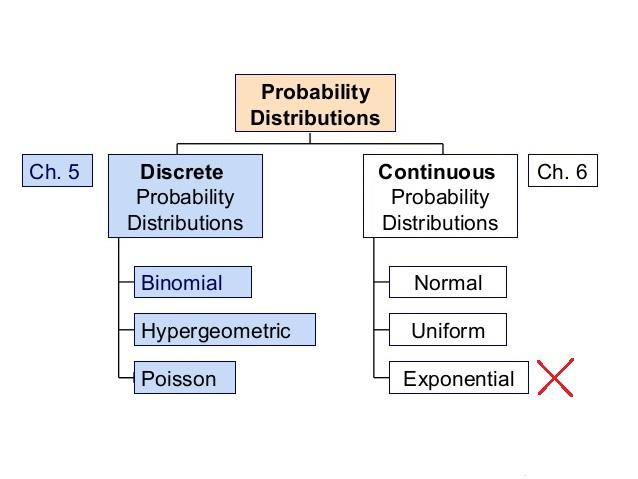 Probability
Distributions
Ch. 5
Discrete
Probability
Distributions
Continuous
Probability
Distributions
Ch. 6
Binomial
Hypergeometric
Poisson
Normal
Uniform
Exponential